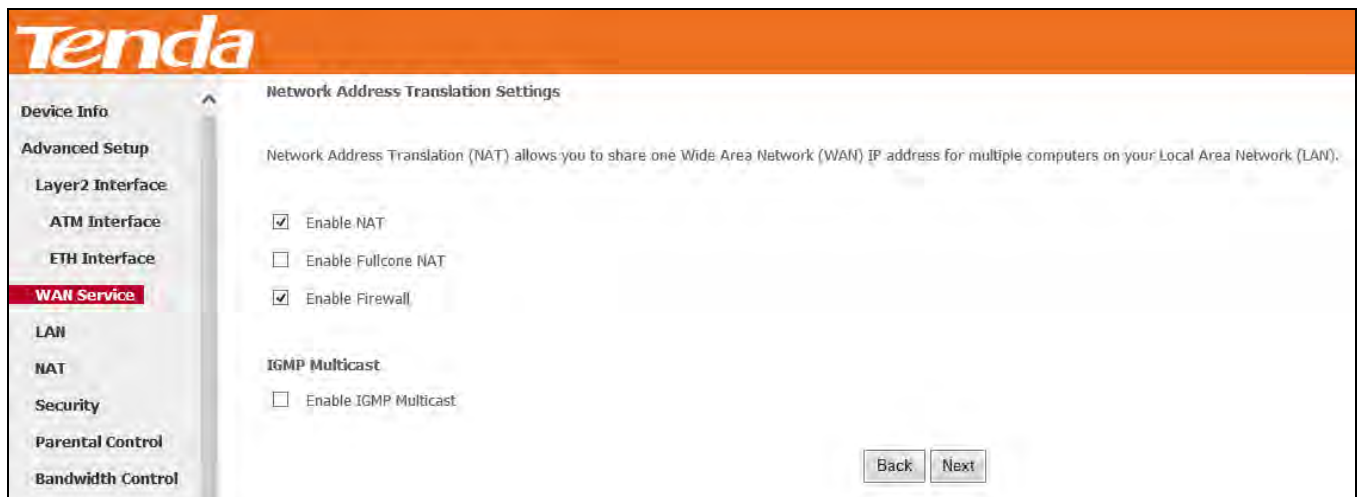 Tenda
Device Info
Advanced Setup
Layer2 Interface
ATM Interface
ETH Interface
WAN Service
LAN
NAT
Security
Parental Control
Bandwidth Control
Network Address Translation Settings
Network Address Translation (NAT) allows you to share one Wide Area Network (WAN) IP address for multiple computers on your Local Area Network (LAN).
Enable NAT
Enable Fullcone NAT
Enable Firewall
IGMP Multicast
Enable IGMP Multicast
Back Next